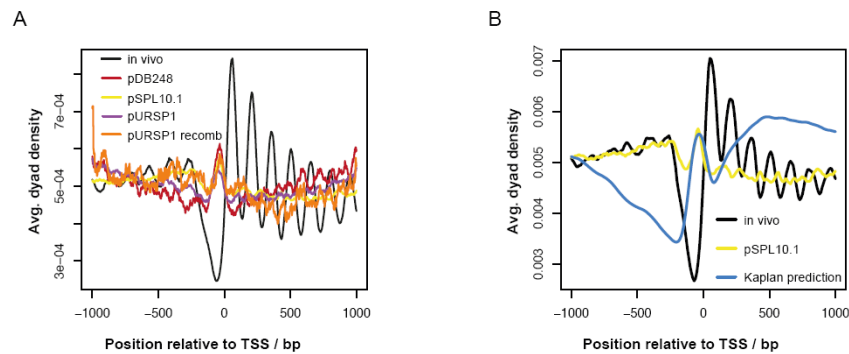 A
in vivo
pDB248
pSPL10.1
pURSP1
pURSP1 recomb
Avg. dyad density
3e−04
5e−04
7e−04
−1000
−500
0
500
1000
Position relative to TSS / bp
B
in vivo
pSPL10.1
Kaplan prediction
Avg. dyad density
0.003
0.004
0.005
0.006
0.007
−1000
−500
0
500
1000
Position relative to TSS / bp